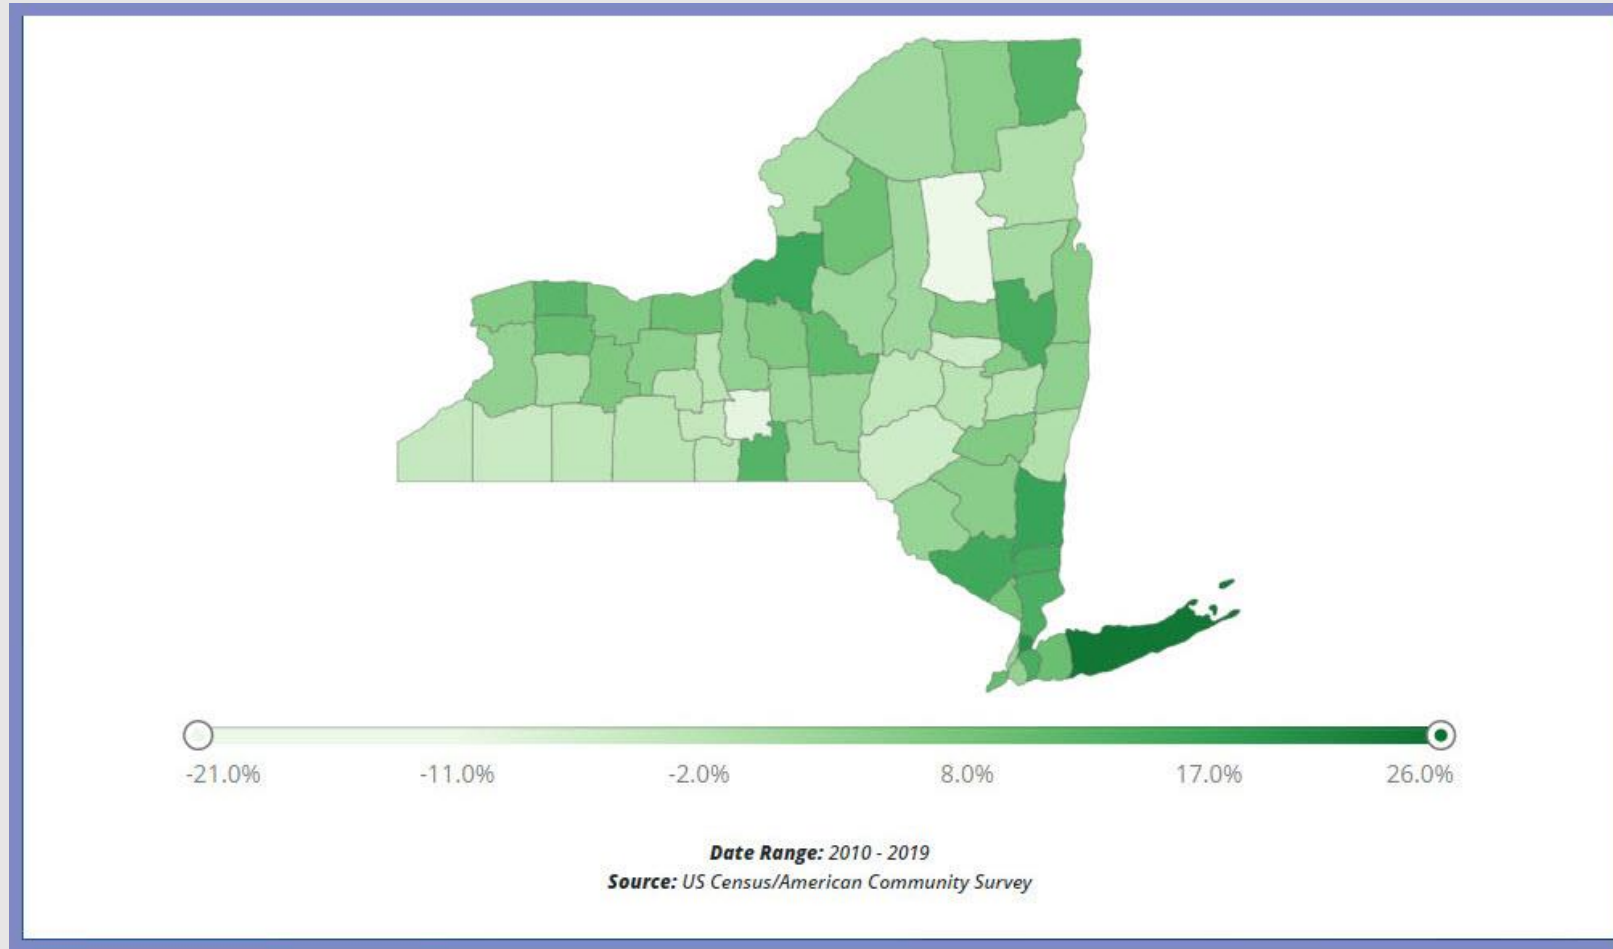 -21.0% -11.0% -2.0% 8.0% 17.0% 26.0%
Date Range: 2010 - 2019
Source: US Census/American Community Survey